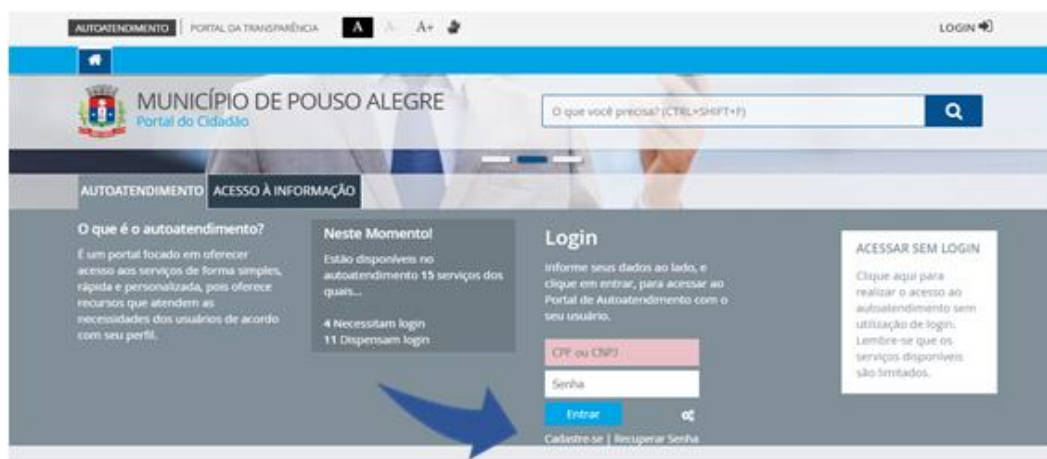 AUTOATENDIMENTO PORTAL DA TRANSPARÊNCIA A A- A+ LOGIN
MUNICÍPIO DE POUSO ALEGRE
Portal do Cidadão
O que você precisa? (CTRL+SHIFT+F)
AUTOATENDIMENTO ACESSO À INFORMAÇÃO
O que é o autoatendimento?
É um portal focado em oferecer
acesso aos serviços de forma simples,
rápida e personalizada, pois oferece
recursos que atendem as
necessidades dos usuários de acordo
com seu perfil.
Neste Momento!
Estão disponíveis no
autoatendimento 15 serviços dos
quais...
4 Necessitam login
11 Dispensam login
Login
Informe seus dados ao lado, e
clique em entrar, para acessar ao
Portal de Autoatendimento com o
seu usuário.
CPF ou CNPJ
Senha
Entrar
Cadastre-se | Recuperar Senha
ACESSAR SEM LOGIN
Clique aqui para
realizar o acesso ao
autoatendimento sem
utilização de login.
Lembre-se que os
serviços disponíveis
são limitados.